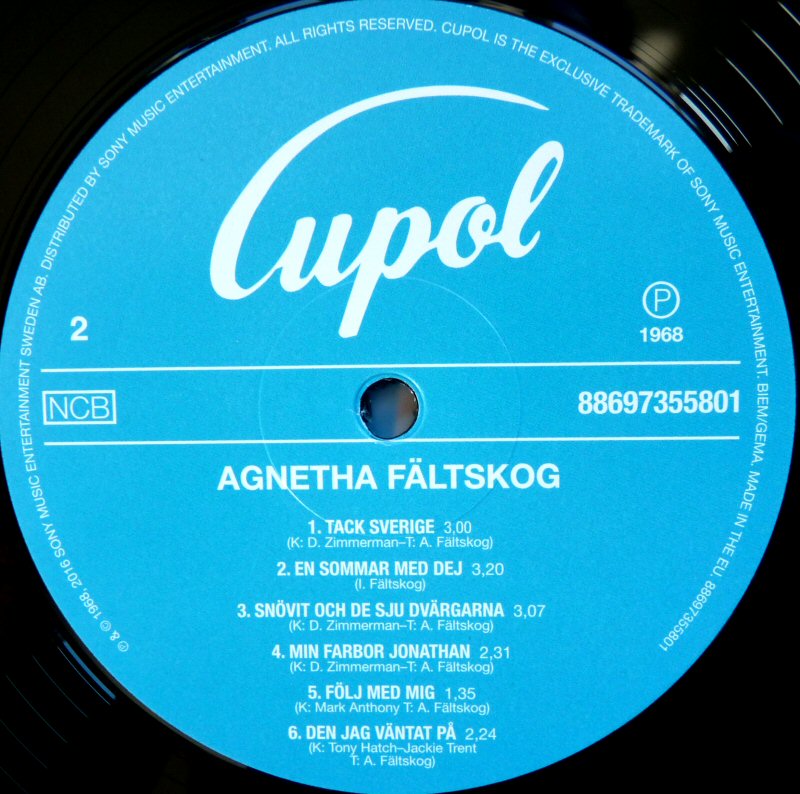 ℗ & © 1968, 2016 SONY MUSIC ENTERTAINMENT SWEDEN AB. DISTRIBUTED BY SONY MUSIC ENTERTAINMENT. ALL RIGHTS RESERVED. CUPOL IS THE EXCLUSIVE TRADEMARK OF SONY MUSIC ENTERTAINMENT. BIEM/GEMA. MADE IN THE EU. 88697355801
Cupol
2
℗
1968
NCB
88697355801
AGNETHA FÄLTSKOG
1. TACK SVERIGE 3,00
(K: D. Zimmerman–T: A. Fältskog)
2. EN SOMMAR MED DEJ 3,20
(I. Fältskog)
3. SNÖVIT OCH DE SJU DVÄRGARNA 3,07
(K: D. Zimmerman–T: A. Fältskog)
4. MIN FARBOR JONATHAN 2,31
(K: D. Zimmerman–T: A. Fältskog)
5. FÖLJ MED MIG 1,35
(K: Mark Anthony T: A. Fältskog)
6. DEN JAG VÄNTAT PÅ 2,24
(K: Tony Hatch–Jackie Trent
T: A. Fältskog)